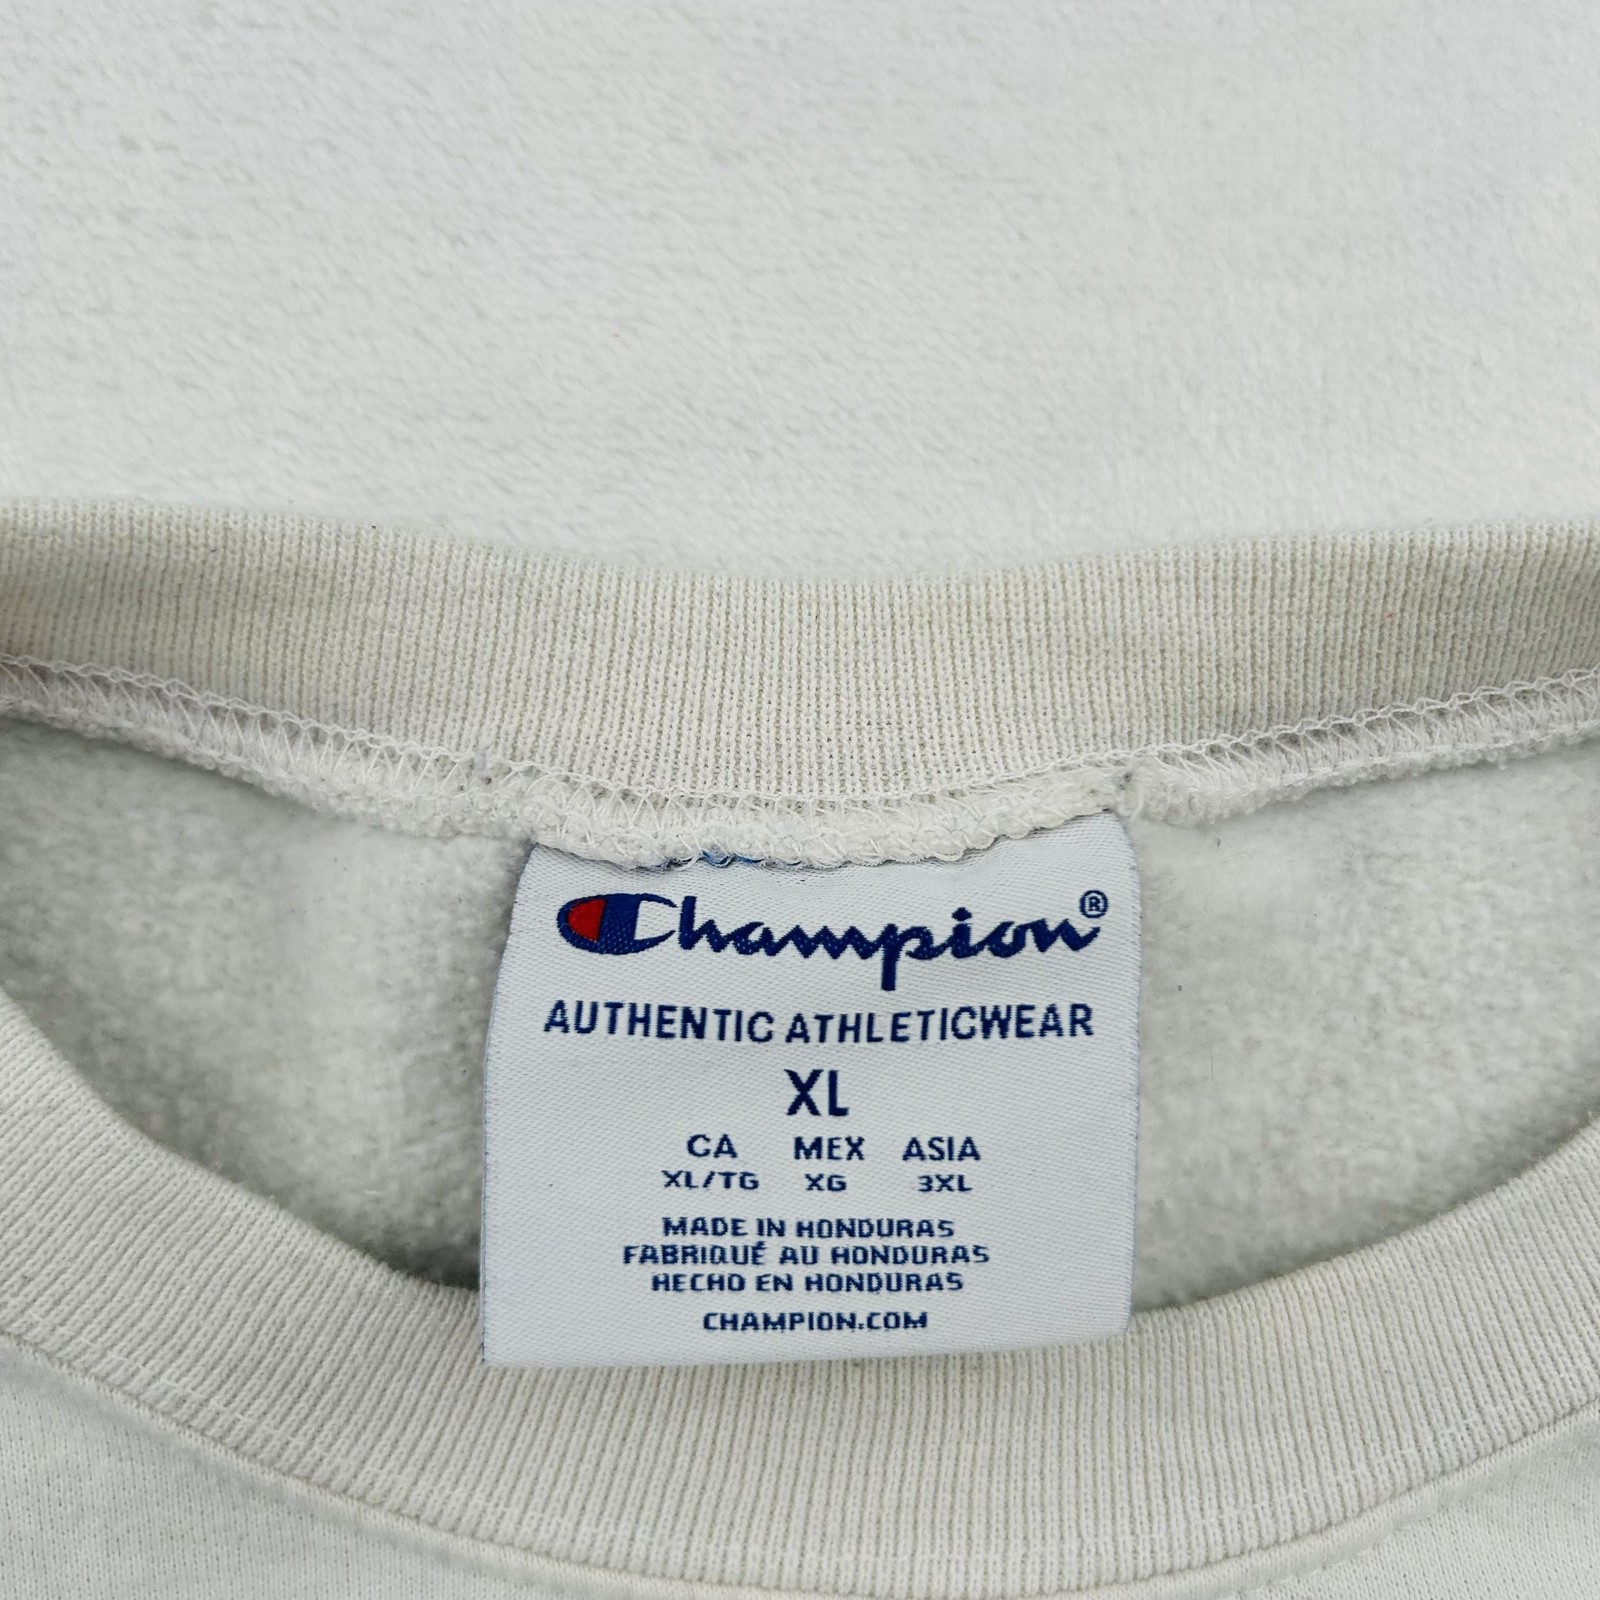 Champion®
AUTHENTIC ATHLETICWEAR
XL
CA MEX ASIA
XL/TG XG 3XL
MADE IN HONDURAS
FABRIQUÉ AU HONDURAS
HECHO EN HONDURAS
CHAMPION.COM